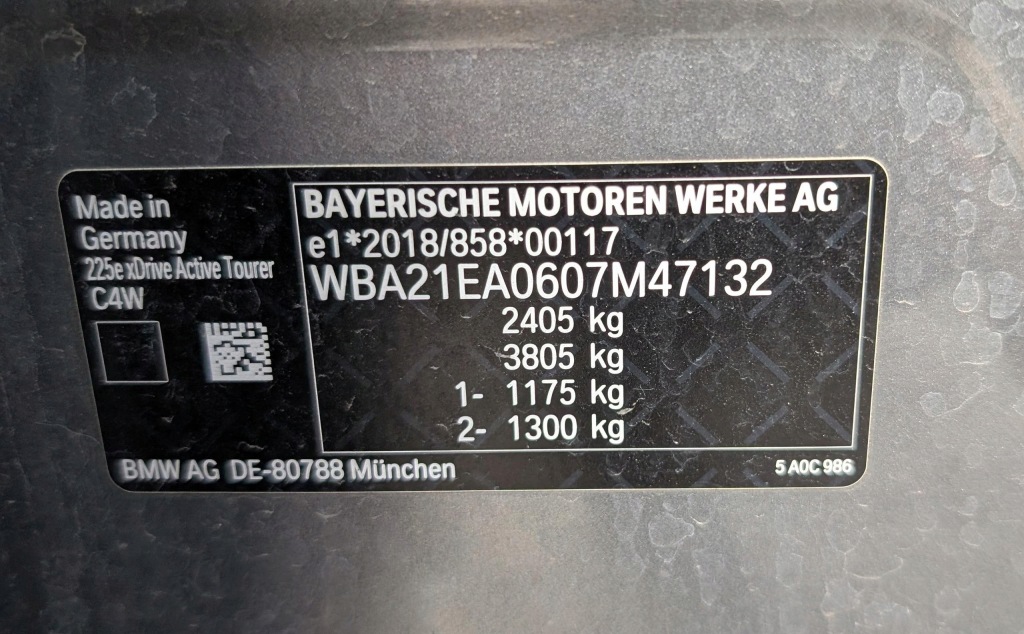 Made in
Germany
225e xDrive Active Tourer
C4W
BAYERISCHE MOTOREN WERKE AG
e1*2018/858*00117
WBA21EA0607M47132
2405 kg
3805 kg
1- 1175 kg
2- 1300 kg
BMW AG DE-80788 München
5 A0C 986